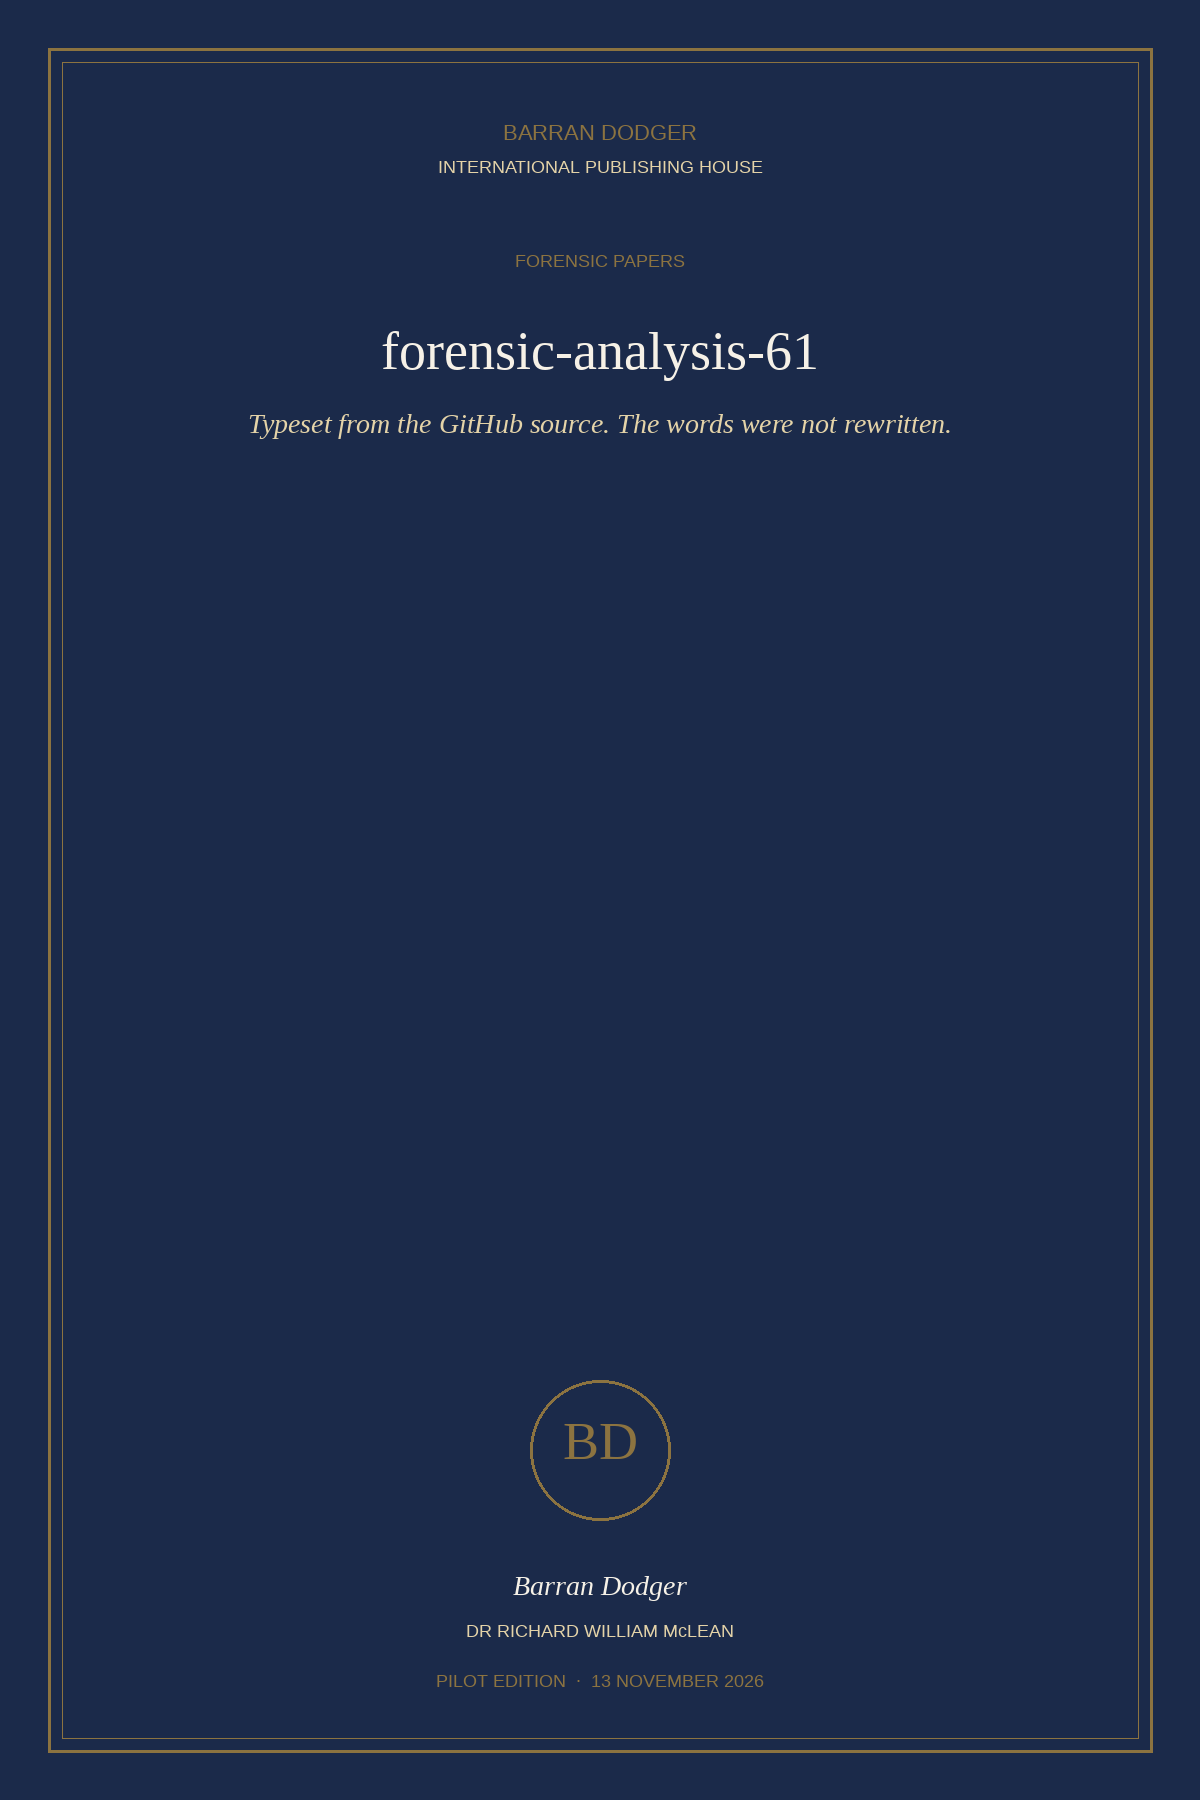 BARRAN DODGER
INTERNATIONAL PUBLISHING HOUSE
FORENSIC PAPERS
forensic-analysis-61
Typeset from the GitHub source. The words were not rewritten.
BD
Barran Dodger
DR RICHARD WILLIAM McLEAN
PILOT EDITION · 13 NOVEMBER 2026